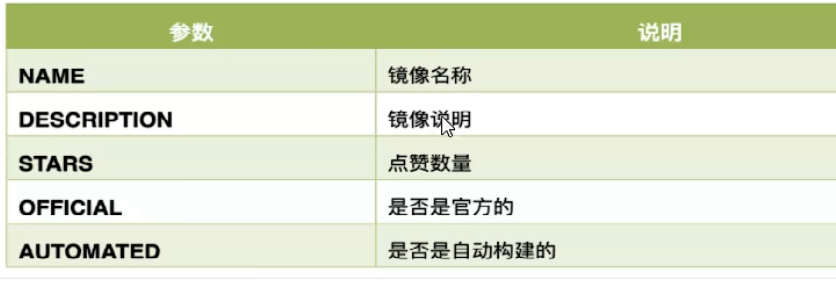 参数 说明
NAME 镜像名称
DESCRIPTION 镜像说明
STARS 点赞数量
OFFICIAL 是否是官方的
AUTOMATED 是否是自动构建的